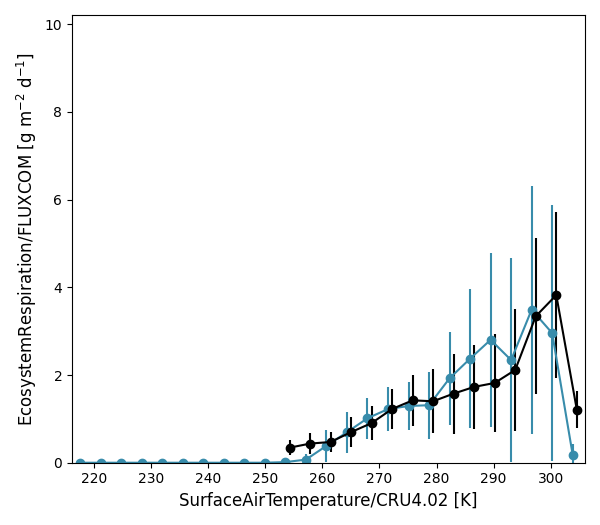 10
8
6
4
2
0
EcosystemRespiration/FLUXCOM [g m⁻² d⁻¹]
220 230 240 250 260 270 280 290 300
SurfaceAirTemperature/CRU4.02 [K]